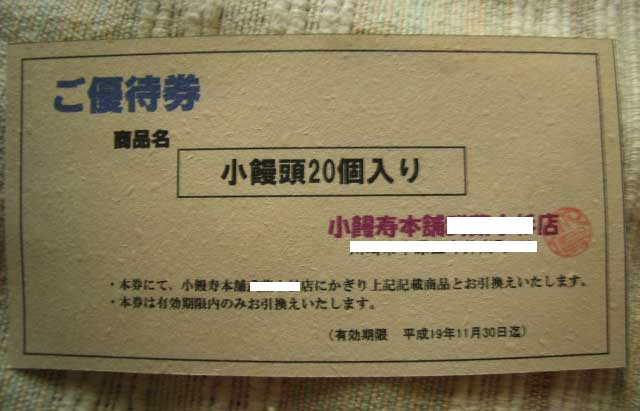 ご優待券
商品名
小饅頭20個入り
小饅寿本舗 店
・本券にて、小饅寿本舗 店にかぎり上記記載商品とお引換えいたします。
・本券は有効期限内のみお引換えいたします。
（有効期限　平成19年11月30日迄）